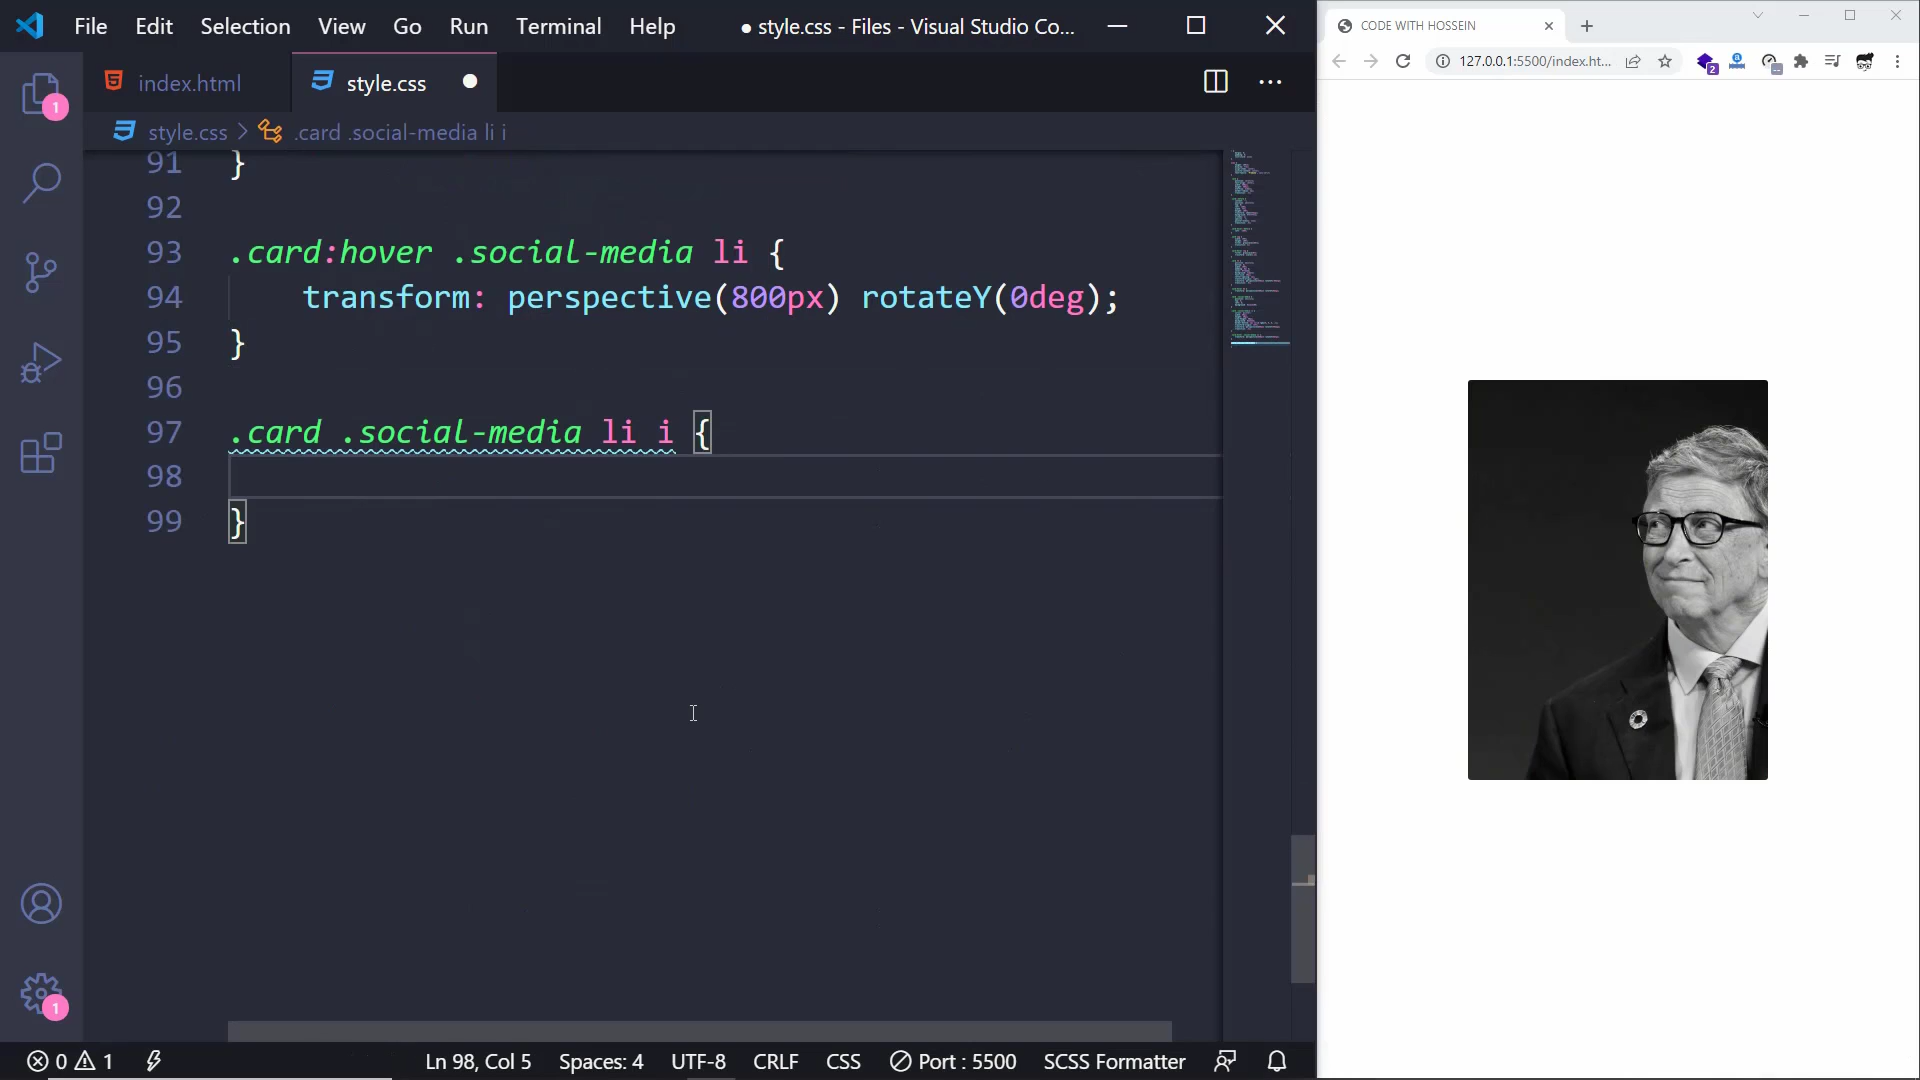 File Edit Selection View Go Run Terminal Help ● style.css - Files - Visual Studio Co...
index.html style.css
style.css > .card .social-media li i
91 }
92
93 .card:hover .social-media li {
94 transform: perspective(800px) rotateY(0deg);
95 }
96
97 .card .social-media li i {
98
99 }
1
1
0 1 Ln 98, Col 5 Spaces: 4 UTF-8 CRLF CSS Port : 5500 SCSS Formatter
CODE WITH HOSSEIN
127.0.0.1:5500/index.ht...
2